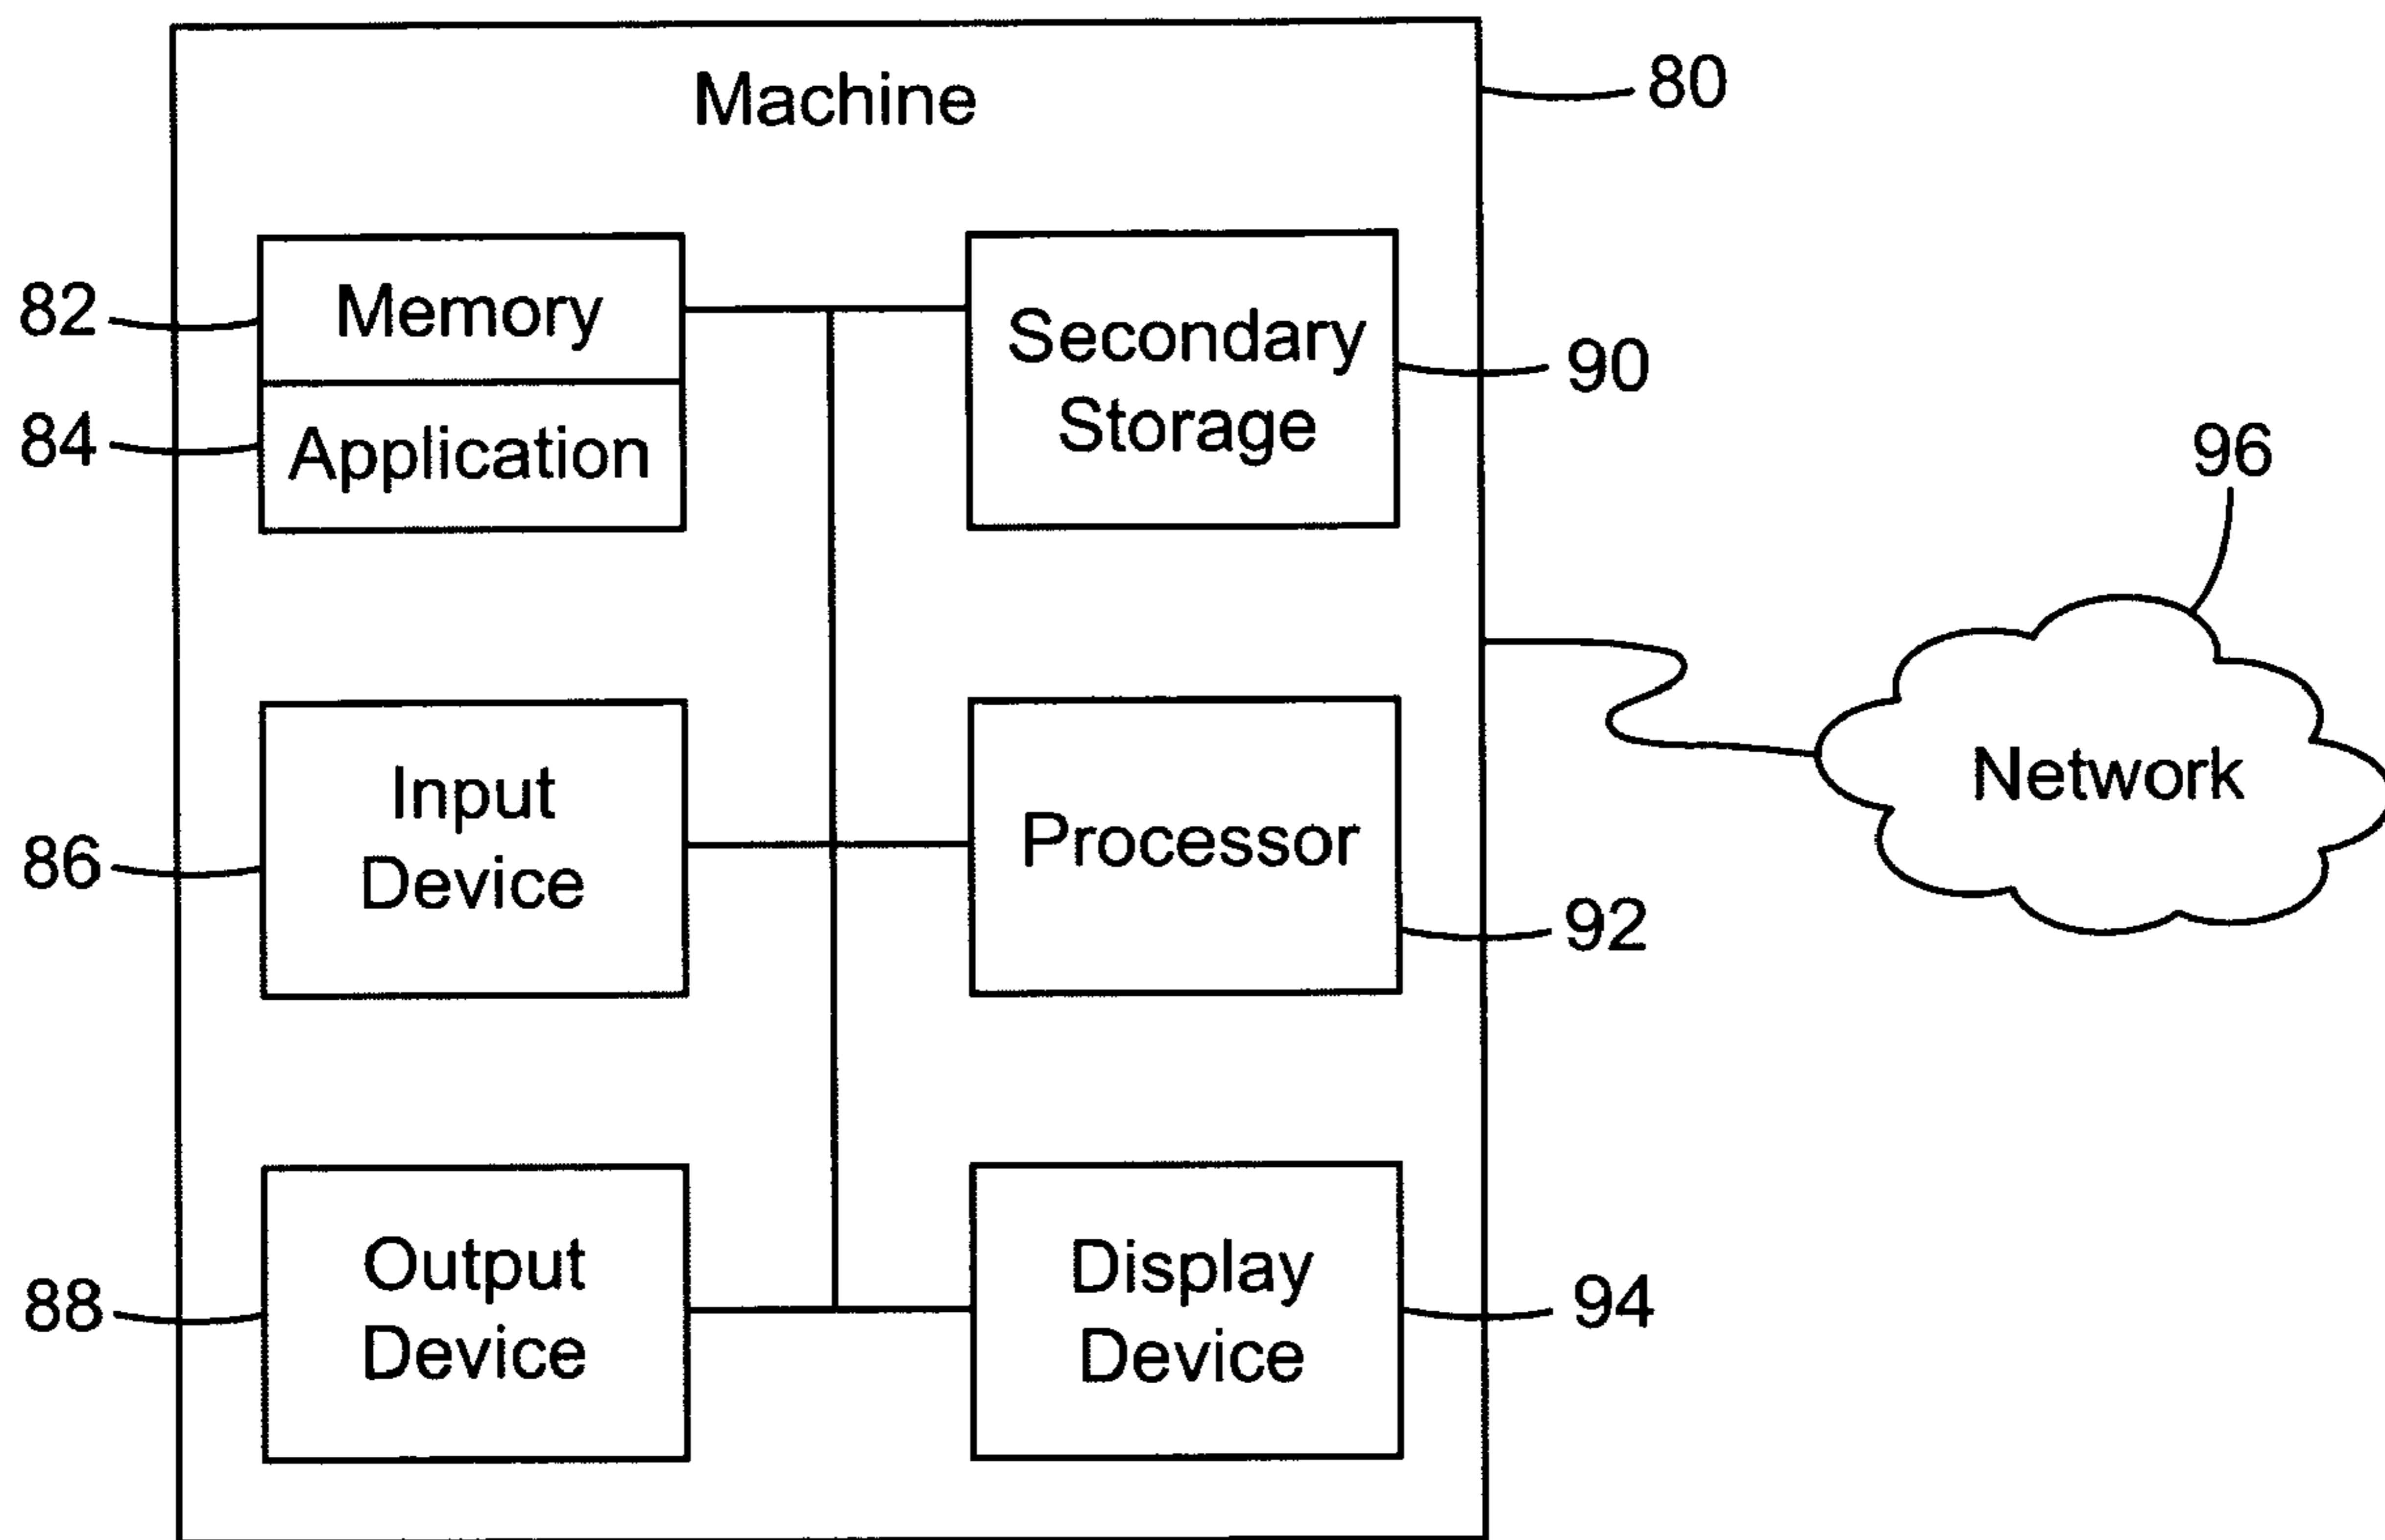 Machine
80
82
Memory
84
Application
Secondary
Storage
90
96
86
Input
Device
Processor
92
Network
88
Output
Device
Display
Device
94